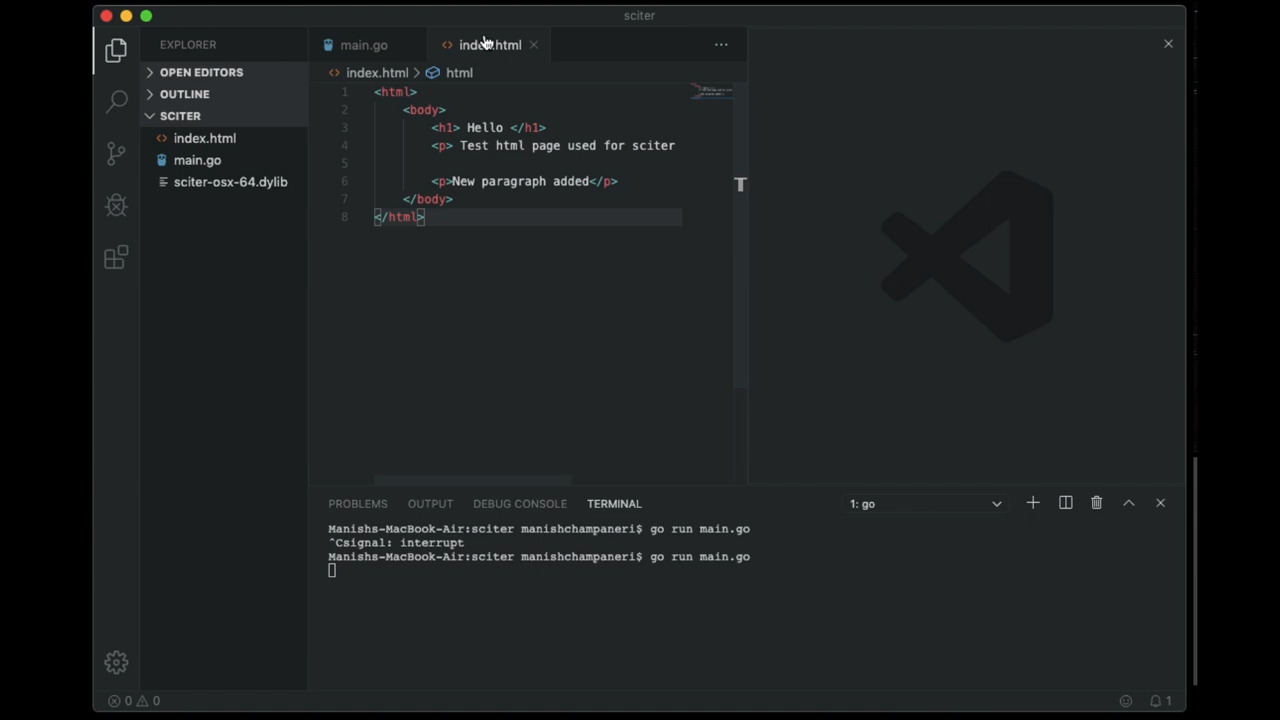 sciter
EXPLORER
OPEN EDITORS
OUTLINE
SCITER
index.html
main.go
sciter-osx-64.dylib
main.go
index.html
index.html > html
1 <html>
2 <body>
3 <h1> Hello </h1>
4 <p> Test html page used for sciter
5
6 <p>New paragraph added</p>
7 </body>
8 </html>
PROBLEMS OUTPUT DEBUG CONSOLE TERMINAL 1: go
Manishs-MacBook-Air:sciter manishchampaneri$ go run main.go
^Csignal: interrupt
Manishs-MacBook-Air:sciter manishchampaneri$ go run main.go
0 0 1